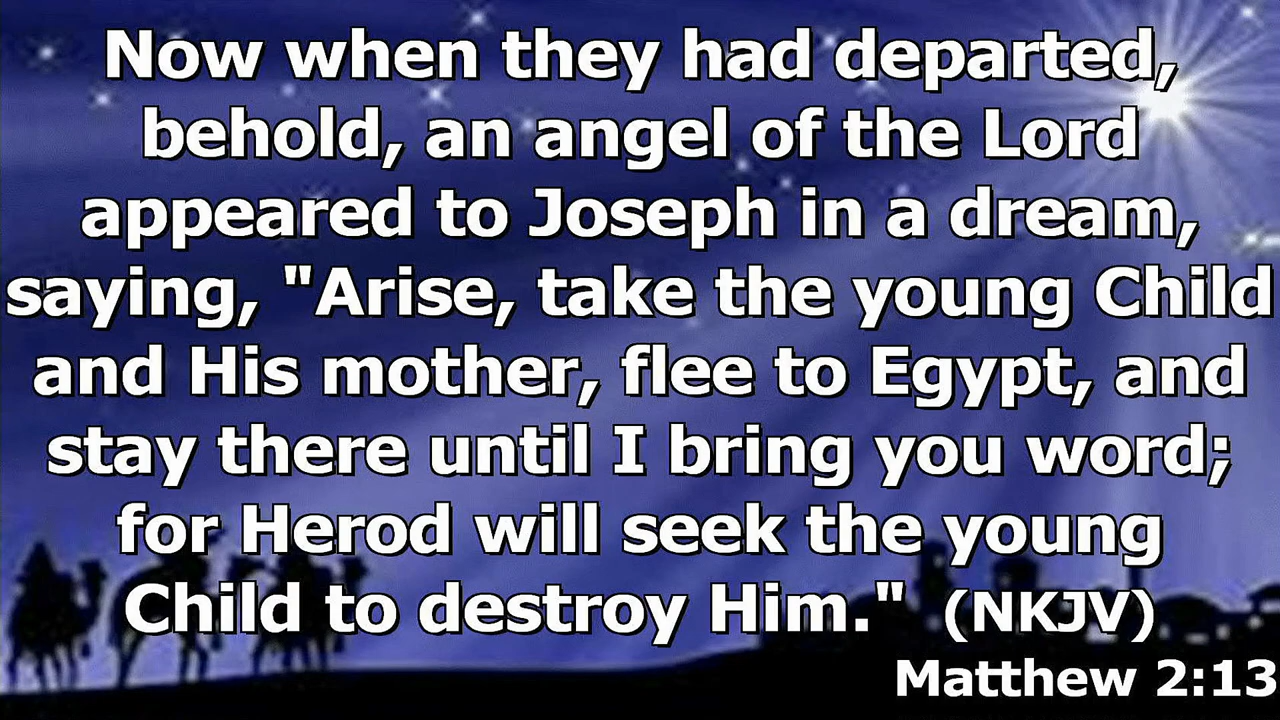 Now when they had departed,
behold, an angel of the Lord
appeared to Joseph in a dream,
saying, "Arise, take the young Child
and His mother, flee to Egypt, and
stay there until I bring you word;
for Herod will seek the young
Child to destroy Him." (NKJV)
Matthew 2:13